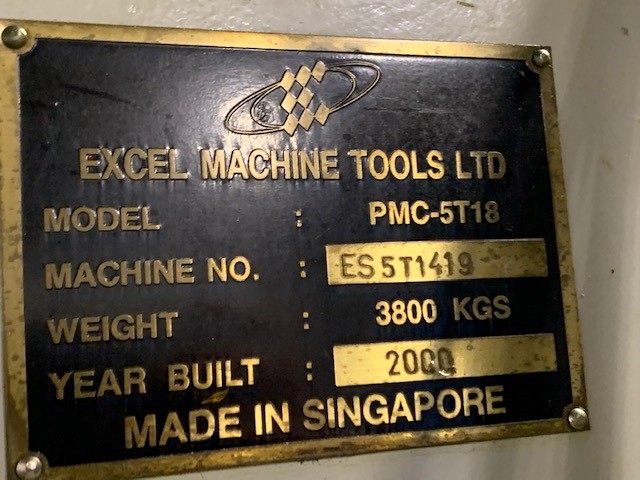 EXCEL MACHINE TOOLS LTD
MODEL : PMC-5T18
MACHINE NO. : ES5T1419
WEIGHT : 3800 KGS
YEAR BUILT : 2000
MADE IN SINGAPORE